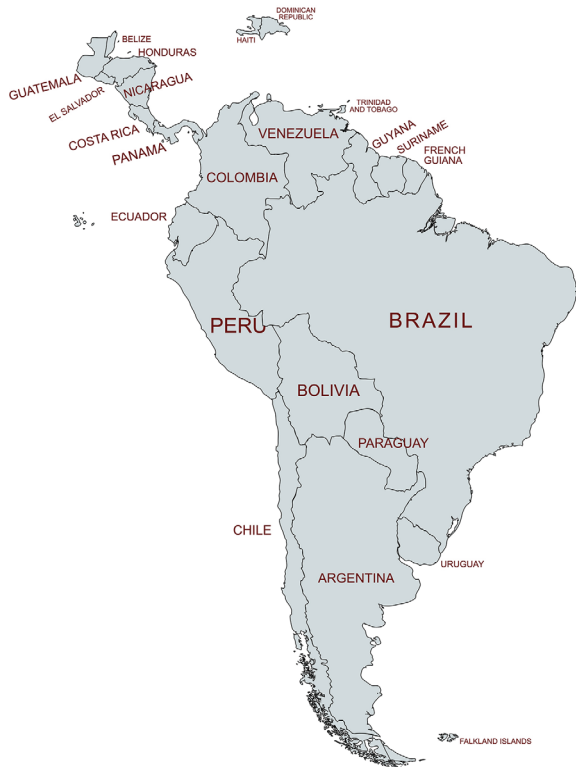 DOMINICAN
REPUBLIC
HAITI
BELIZE
HONDURAS
GUATEMALA
NICARAGUA
EL SALVADOR
COSTA RICA
PANAMA
TRINIDAD
AND TOBAGO
VENEZUELA
GUYANA
SURINAME
FRENCH
GUIANA
COLOMBIA
ECUADOR
PERU
BRAZIL
BOLIVIA
PARAGUAY
CHILE
URUGUAY
ARGENTINA
FALKLAND ISLANDS